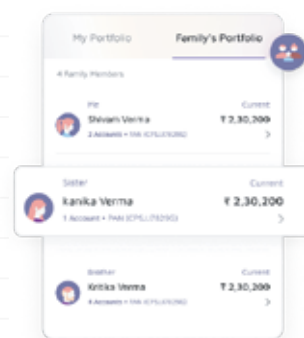 My Portfolio Family's Portfolio
4 Family Members
Me Current
Shivam Verma ₹ 2,30,200
2 Accounts • PAN
Sister Current
kanika Verma ₹ 2,30,200
1 Account • PAN
Current
Kritika Verma ₹ 2,30,200
4 Accounts • PAN